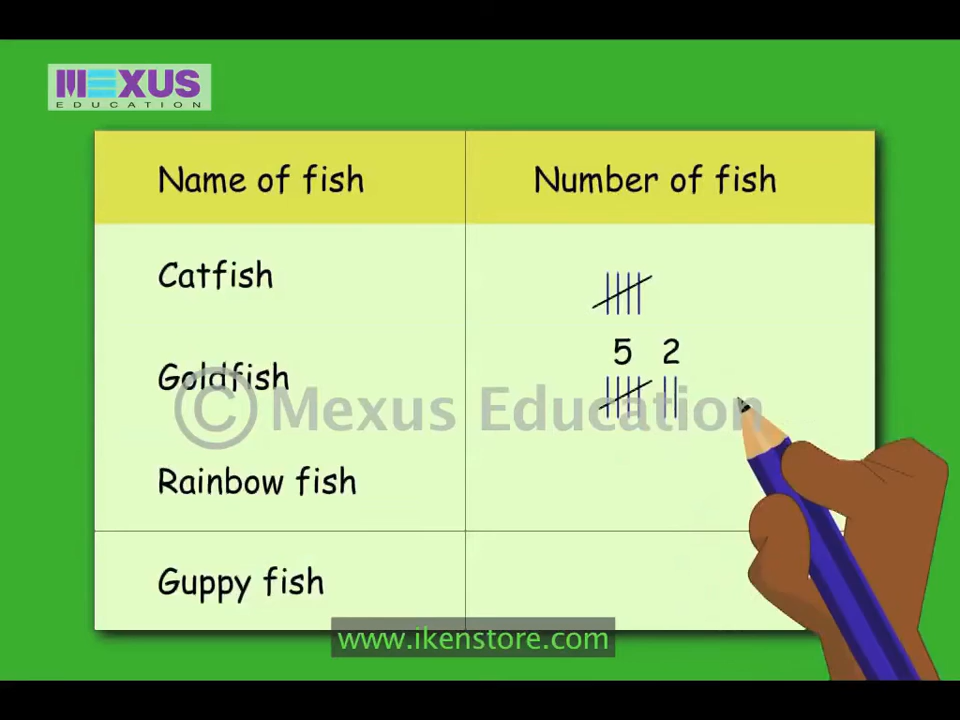 MEXUS
EDUCATION
Name of fish Number of fish
Catfish
5 2
Goldfish
© Mexus Education
Rainbow fish
Guppy fish
www.ikenstore.com